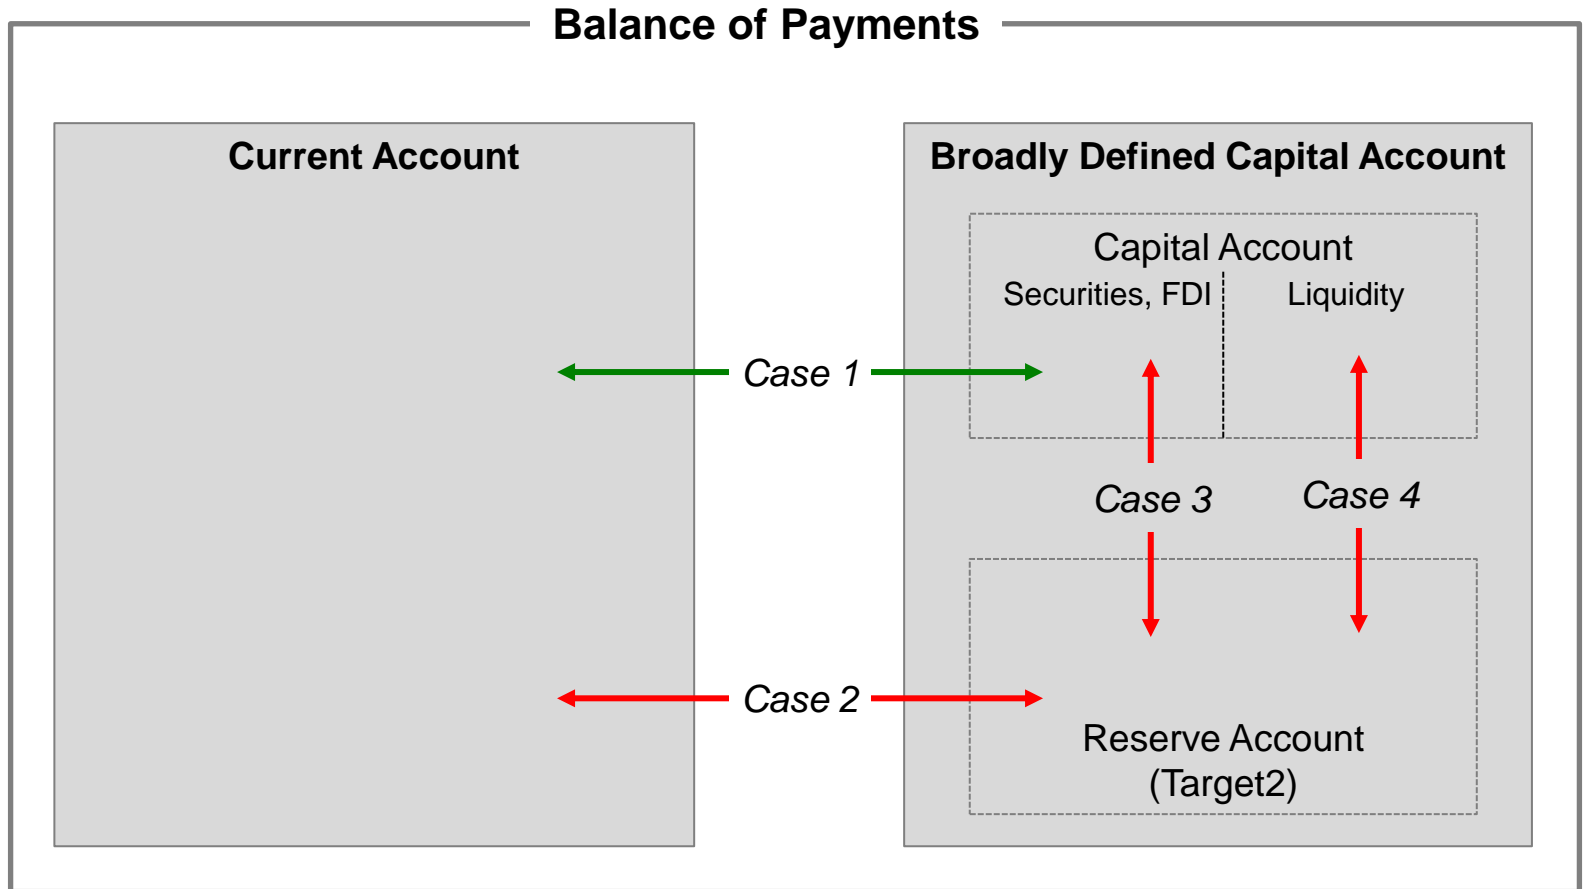 Balance of Payments
Current Account
Broadly Defined Capital Account
Capital Account
Securities, FDI
Liquidity
Case 1
Case 3
Case 4
Case 2
Reserve Account
(Target2)